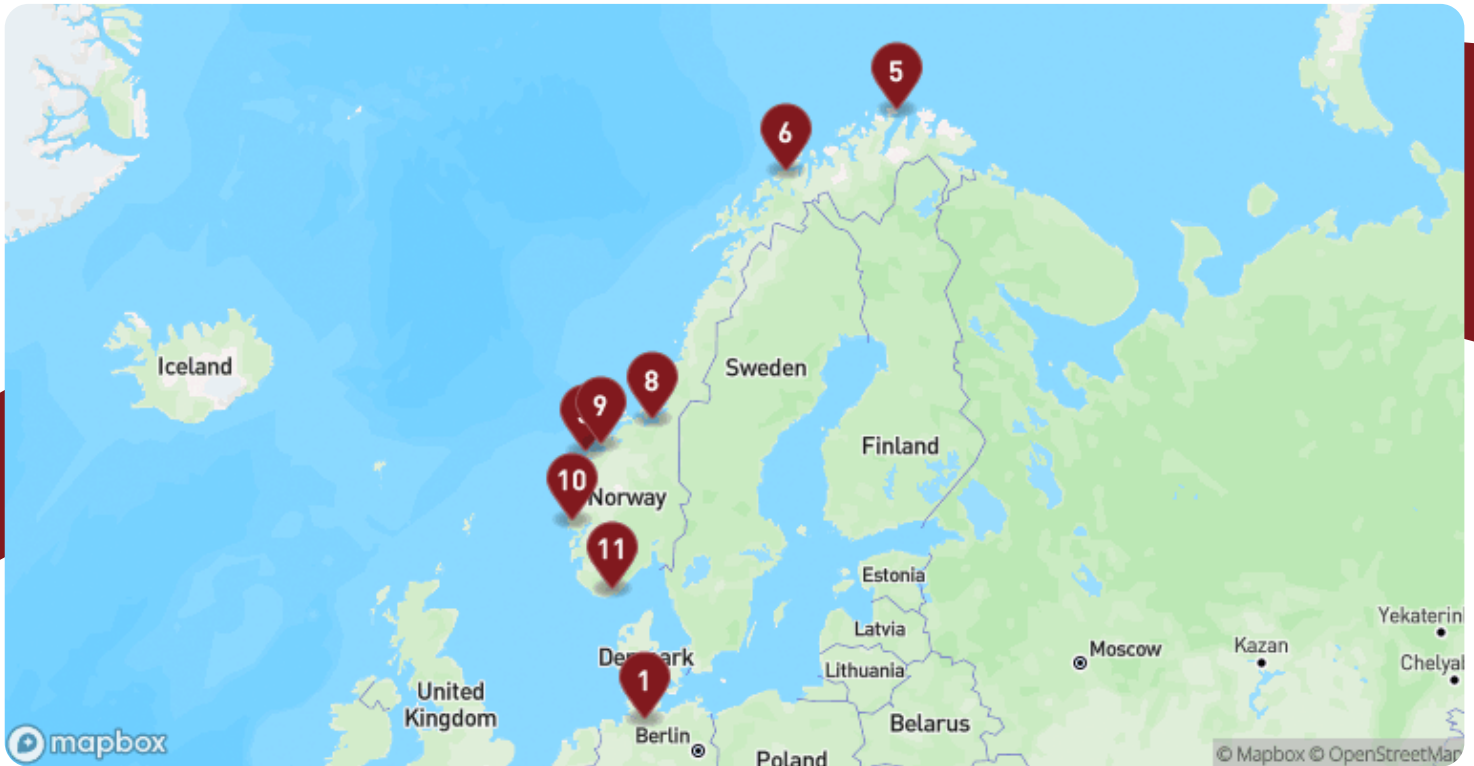 5
6
Iceland
Sweden
8
9
Finland
10
Norway
11
Estonia
Yekaterinl
Latvia
Moscow
Kazan
Denmark
Lithuania
Chelyal
1
United
Kingdom
Belarus
Berlin
Poland
mapbox
© Mapbox © OpenStreetMap